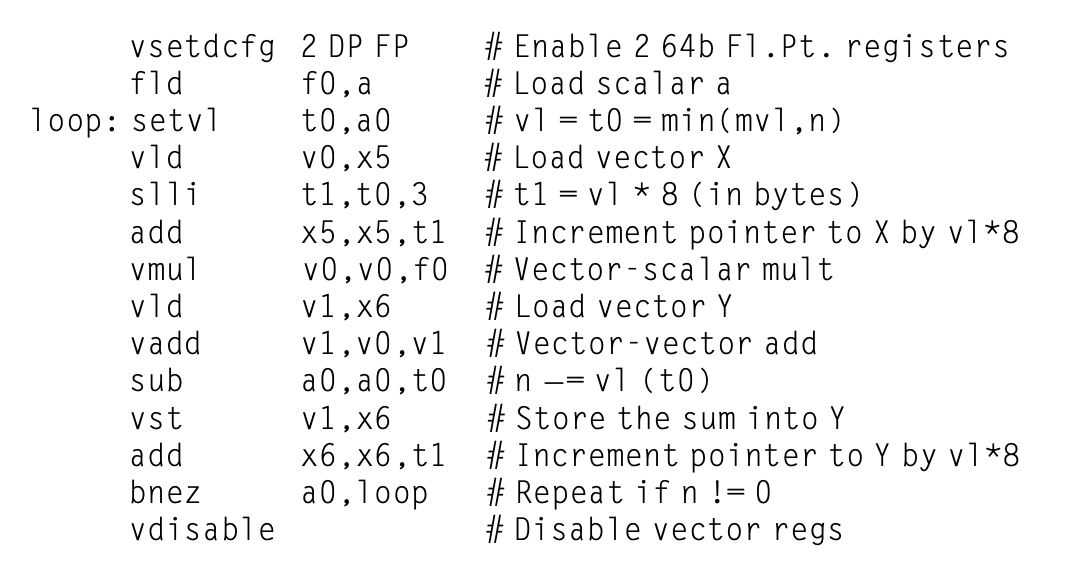 vsetdcfg 2 DP FP # Enable 2 64b Fl.Pt. registers
fld f0,a # Load scalar a
loop: setvl t0,a0 # vl = t0 = min(mvl,n)
vld v0,x5 # Load vector X
slli t1,t0,3 # t1 = vl * 8 (in bytes)
add x5,x5,t1 # Increment pointer to X by vl*8
vmul v0,v0,f0 # Vector-scalar mult
vld v1,x6 # Load vector Y
vadd v1,v0,v1 # Vector-vector add
sub a0,a0,t0 # n –= vl (t0)
vst v1,x6 # Store the sum into Y
add x6,x6,t1 # Increment pointer to Y by vl*8
bnez a0,loop # Repeat if n != 0
vdisable # Disable vector regs